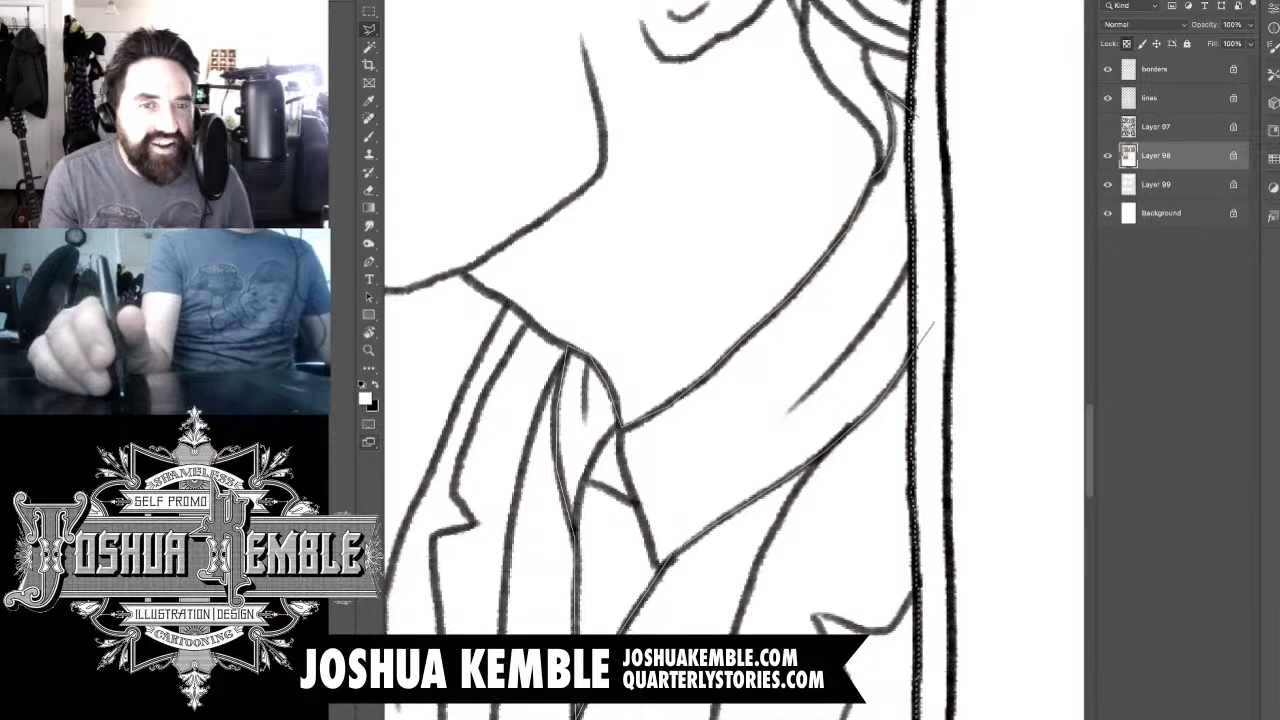 Kind
Normal
Opacity: 100%
Lock:
Fill: 100%
borders
lines
Layer 97
Layer 98
Layer 99
Background
SHAMELESS
SELF PROMO
JOSHUA KEMBLE
ILLUSTRATION|DESIGN
CARTOONING
JOSHUA KEMBLE
JOSHUAKEMBLE.COM
QUARTERLYSTORIES.COM